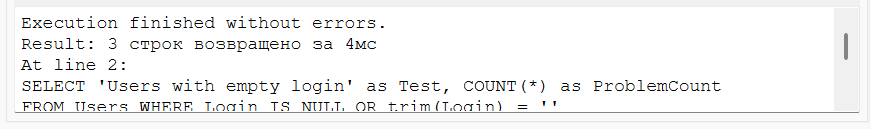 Execution finished without errors.
Result: 3 строк возвращено за 4мс
At line 2:
SELECT 'Users with empty login' as Test, COUNT(*) as ProblemCount
FROM Users WHERE Login IS NULL OR trim(Login) = ''